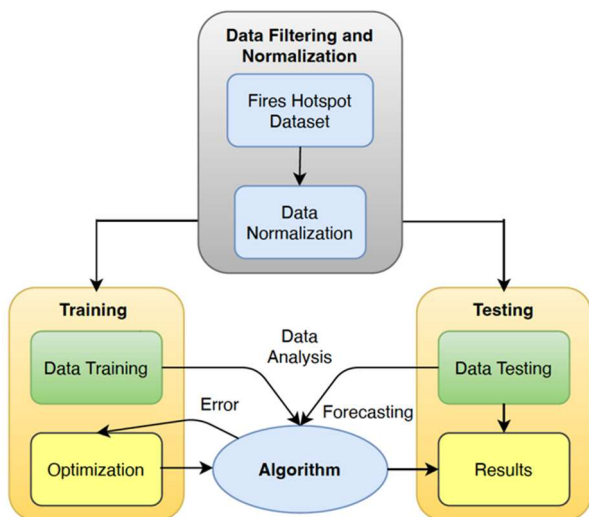 Data Filtering and
Normalization
Fires Hotspot
Dataset
Data
Normalization
Training
Testing
Data Training
Data
Analysis
Data Testing
Error
Forecasting
Optimization
Algorithm
Results